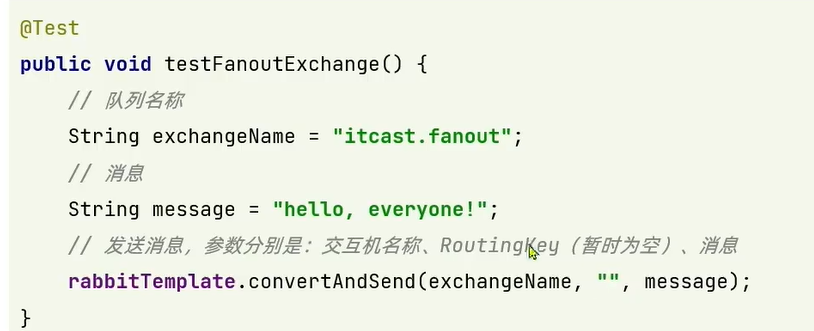 @Test
public void testFanoutExchange() {
// 队列名称
String exchangeName = "itcast.fanout";
// 消息
String message = "hello, everyone!";
// 发送消息，参数分别是：交互机名称、RoutingKey（暂时为空）、消息
rabbitTemplate.convertAndSend(exchangeName, "", message);
}